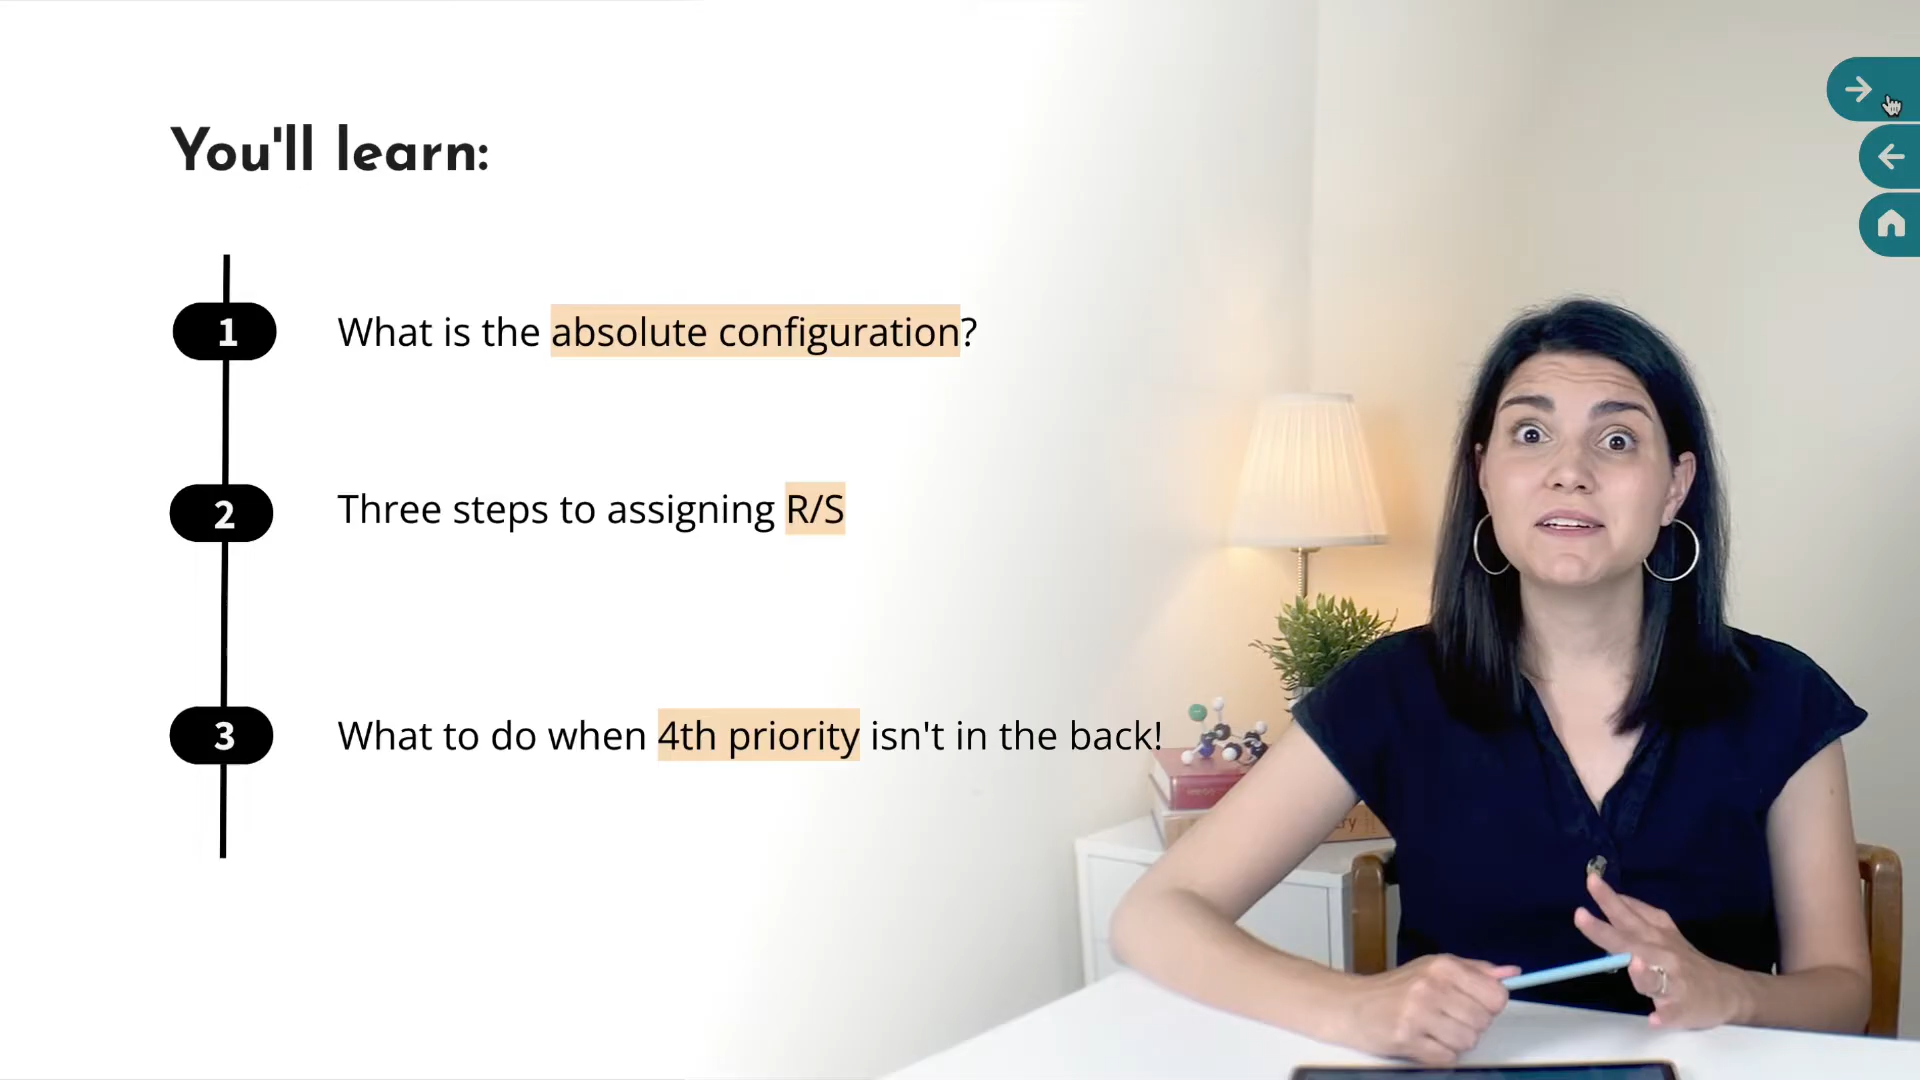 You'll learn:
1
What is the absolute configuration?
2
Three steps to assigning R/S
3
What to do when 4th priority isn't in the back!
ry